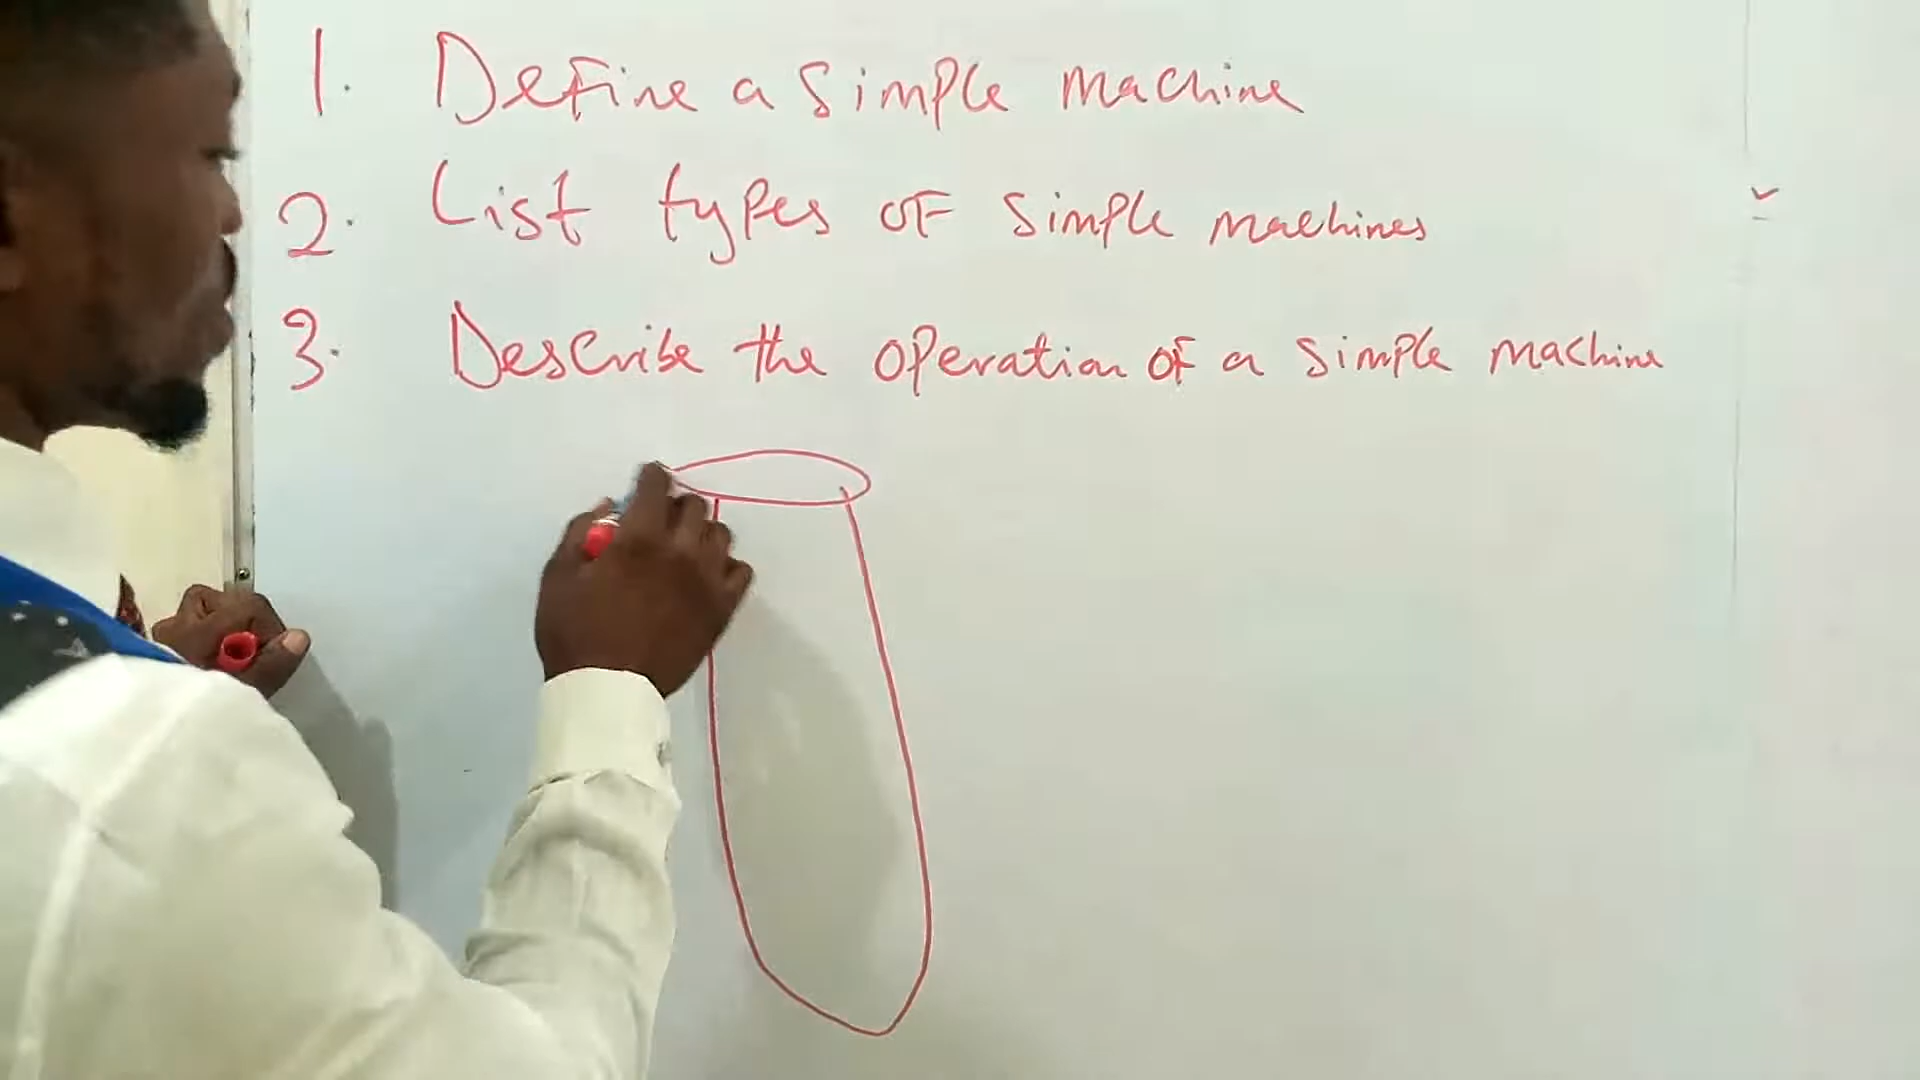 1. Define a simple machine
2. List types of simple machines
3. Describe the operation of a simple machine